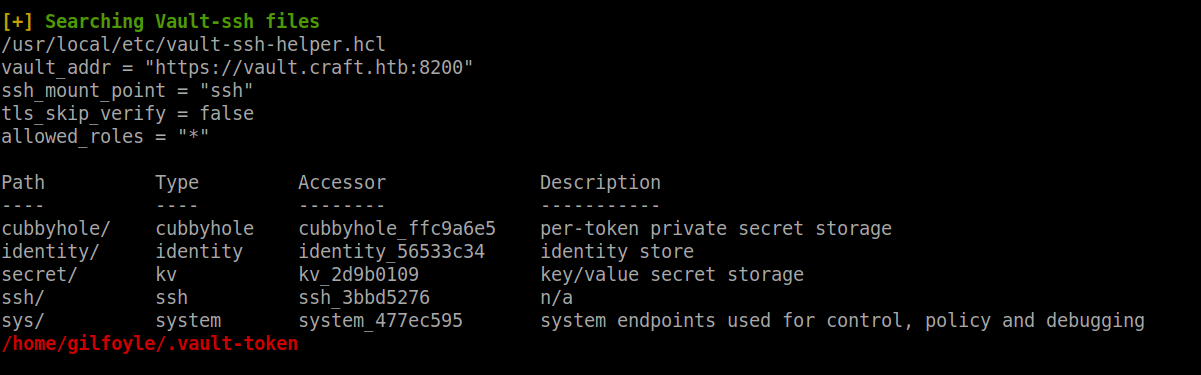 [+] Searching Vault-ssh files
/usr/local/etc/vault-ssh-helper.hcl
vault_addr = "https://vault.craft.htb:8200"
ssh_mount_point = "ssh"
tls_skip_verify = false
allowed_roles = "*"
Path Type Accessor Description
---- ---- -------- -----------
cubbyhole/ cubbyhole cubbyhole_ffc9a6e5 per-token private secret storage
identity/ identity identity_56533c34 identity store
secret/ kv kv_2d9b0109 key/value secret storage
ssh/ ssh ssh_3bbd5276 n/a
sys/ system system_477ec595 system endpoints used for control, policy and debugging
/home/gilfoyle/.vault-token